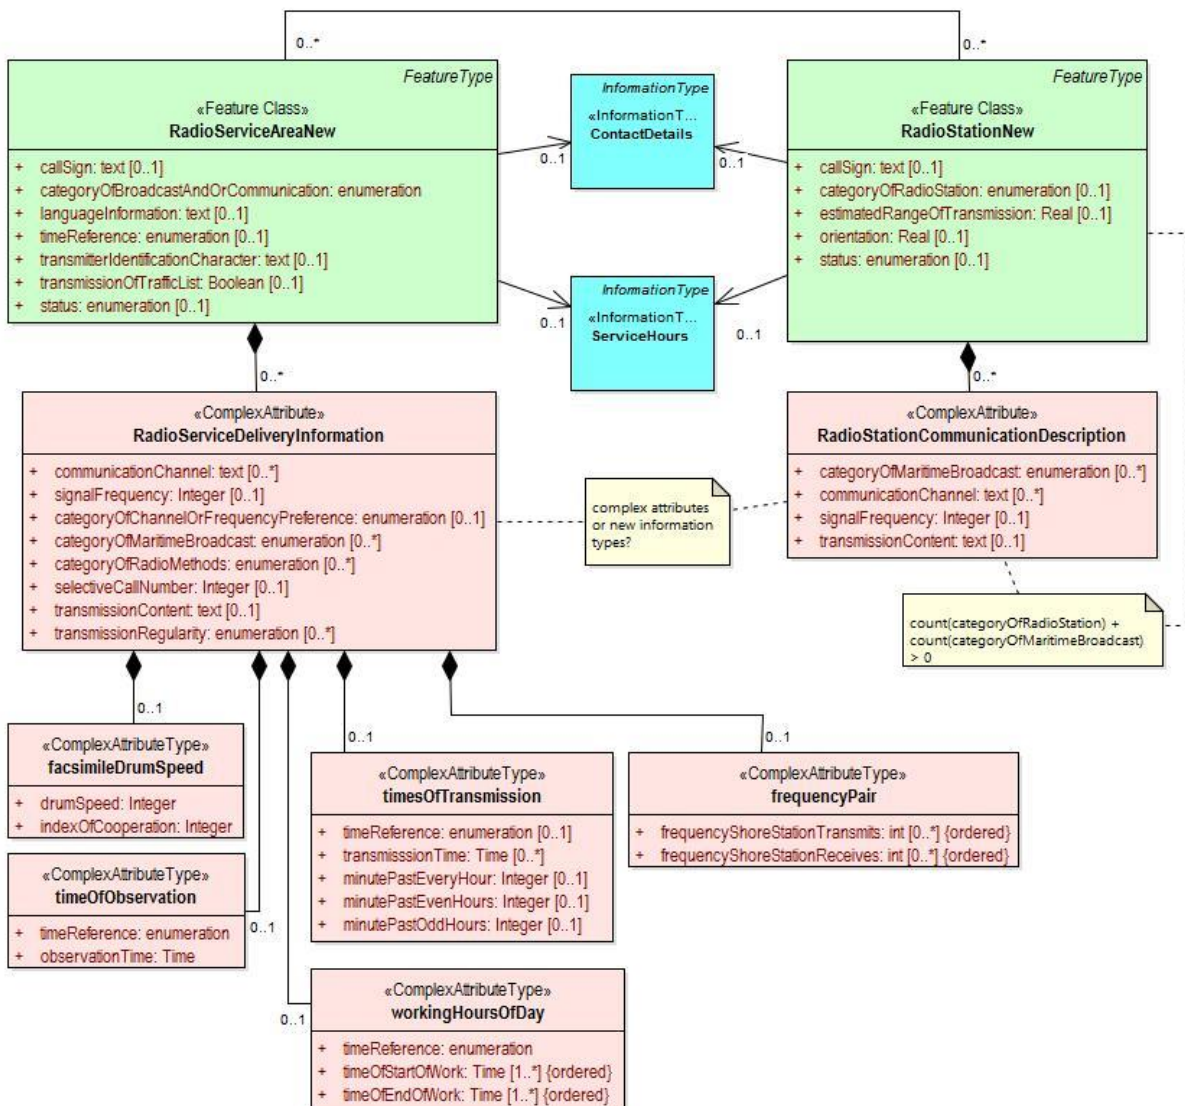 0..*
0..*
FeatureType
«Feature Class»
RadioServiceAreaNew
+ callSign: text [0..1]
+ categoryOfBroadcastAndOrCommunication: enumeration
+ languageInformation: text [0..1]
+ timeReference: enumeration [0..1]
+ transmitterIdentificationCharacter: text [0..1]
+ transmissionOfTrafficList: Boolean [0..1]
+ status: enumeration [0..1]
InformationType
«InformationT...
ContactDetails
0..1
0..1
InformationType
«InformationT...
ServiceHours
0..1
0..1
FeatureType
«Feature Class»
RadioStationNew
+ callSign: text [0..1]
+ categoryOfRadioStation: enumeration [0..1]
+ estimatedRangeOfTransmission: Real [0..1]
+ orientation: Real [0..1]
+ status: enumeration [0..1]
0..*
0..*
«ComplexAttribute»
RadioServiceDeliveryInformation
+ communicationChannel: text [0..*]
+ signalFrequency: Integer [0..1]
+ categoryOfChannelOrFrequencyPreference: enumeration [0..1]
+ categoryOfMaritimeBroadcast: enumeration [0..*]
+ categoryOfRadioMethods: enumeration [0..*]
+ selectiveCallNumber: Integer [0..1]
+ transmissionContent: text [0..1]
+ transmissionRegularity: enumeration [0..*]
complex attributes
or new information
types?
«ComplexAttribute»
RadioStationCommunicationDescription
+ categoryOfMaritimeBroadcast: enumeration [0..*]
+ communicationChannel: text [0..*]
+ signalFrequency: Integer [0..1]
+ transmissionContent: text [0..1]
count(categoryOfRadioStation) +
count(categoryOfMaritimeBroadcast)
> 0
0..1
0..1
0..1
«ComplexAttributeType»
facsimileDrumSpeed
+ drumSpeed: Integer
+ indexOfCooperation: Integer
«ComplexAttributeType»
timeOfObservation
+ timeReference: enumeration
+ observationTime: Time
0..1
«ComplexAttributeType»
timesOfTransmission
+ timeReference: enumeration [0..1]
+ transmisssionTime: Time [0..*]
+ minutePastEveryHour: Integer [0..1]
+ minutePastEvenHours: Integer [0..1]
+ minutePastOddHours: Integer [0..1]
«ComplexAttributeType»
frequencyPair
+ frequencyShoreStationTransmits: int [0..*] {ordered}
+ frequencyShoreStationReceives: int [0..*] {ordered}
0..1
«ComplexAttributeType»
workingHoursOfDay
+ timeReference: enumeration
+ timeOfStartOfWork: Time [1..*] {ordered}
+ timeOfEndOfWork: Time [1..*] {ordered}